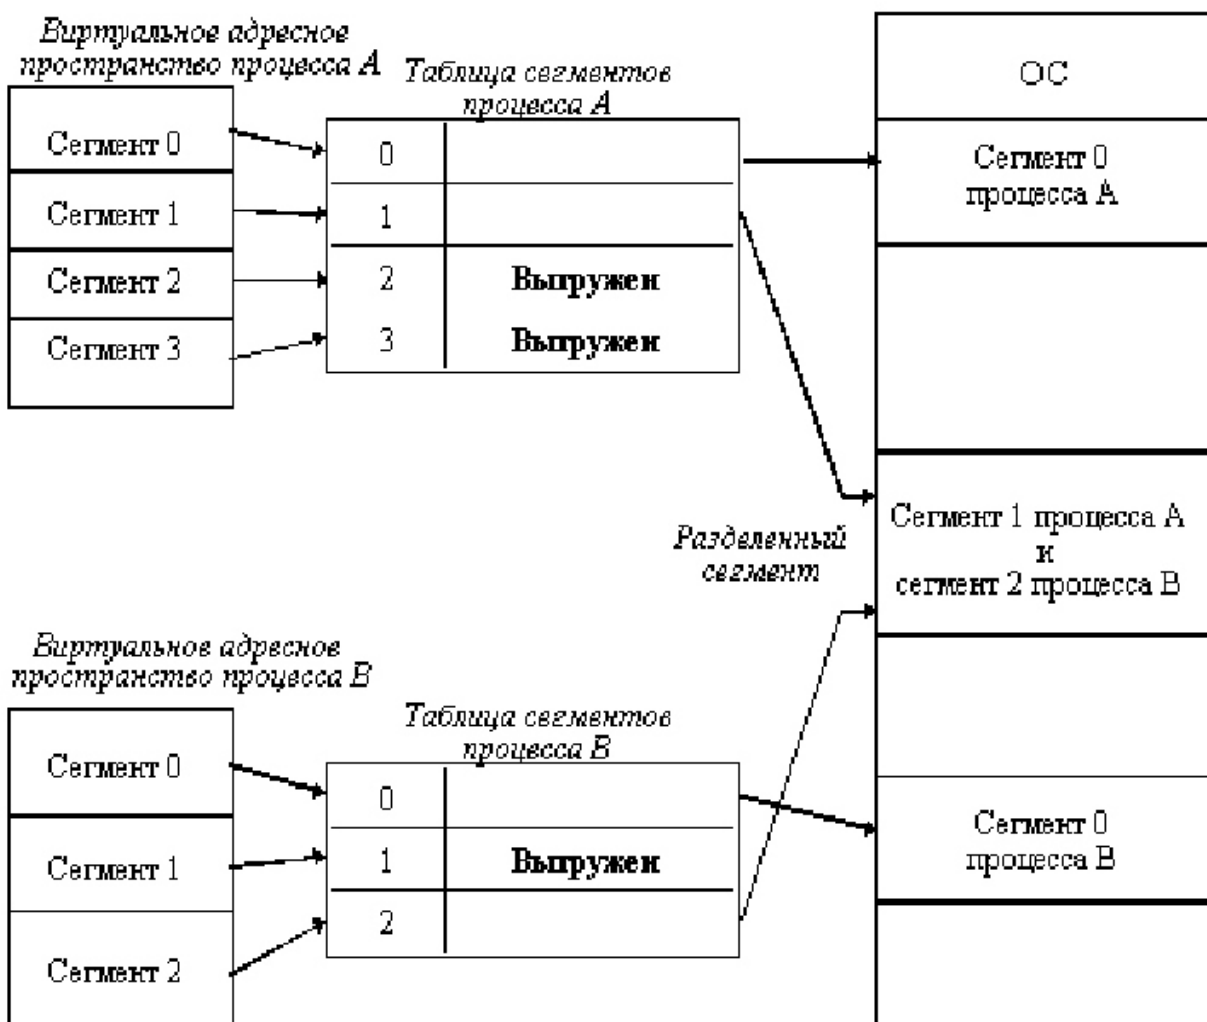 Виртуальное адресное
пространство процесса A
Сегмент 0
Сегмент 1
Сегмент 2
Сегмент 3
Таблица сегментов
процесса A
0
1
2 Выгружен
3 Выгружен
ОС
Сегмент 0
процесса A
Сегмент 1 процесса A
и
сегмент 2 процесса B
Разделенный
сегмент
Виртуальное адресное
пространство процесса B
Сегмент 0
Сегмент 1
Сегмент 2
Таблица сегментов
процесса B
0
1 Выгружен
2
Сегмент 0
процесса B